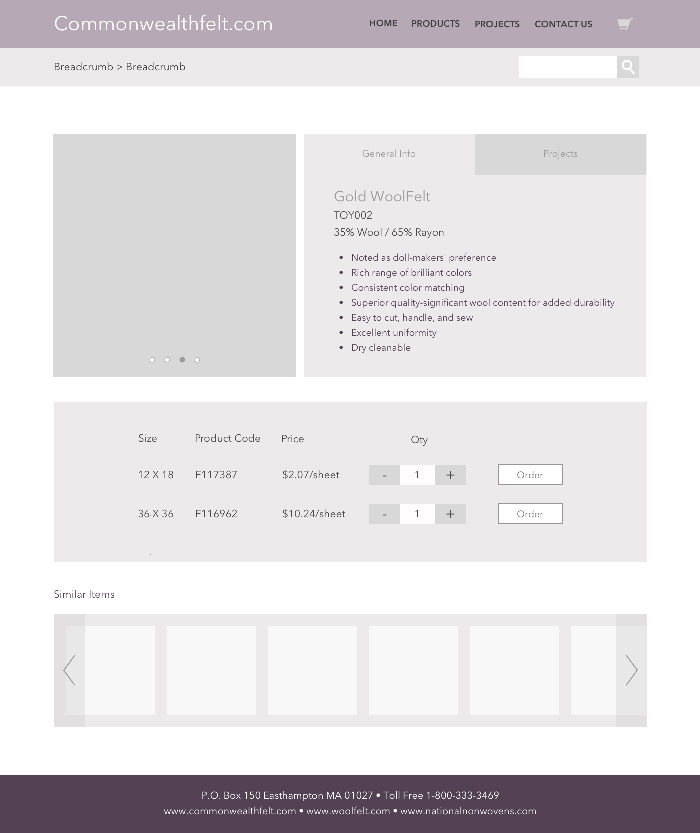 Commonwealthfelt.com
HOME PRODUCTS PROJECTS CONTACT US
Breadcrumb > Breadcrumb
General Info
Projects
Gold WoolFelt
TOY002
35% Wool / 65% Rayon
• Noted as doll-makers' preference
• Rich range of brilliant colors
• Consistent color matching
• Superior quality-significant wool content for added durability
• Easy to cut, handle, and sew
• Excellent uniformity
• Dry cleanable
Size Product Code Price Qty
12 X 18 F117387 $2.07/sheet - 1 + Order
36 X 36 F116962 $10.24/sheet - 1 + Order
Similar Items
P.O. Box 150 Easthampton MA 01027 • Toll Free 1-800-333-3469
www.commonwealthfelt.com • www.woolfelt.com • www.nationalnonwovens.com